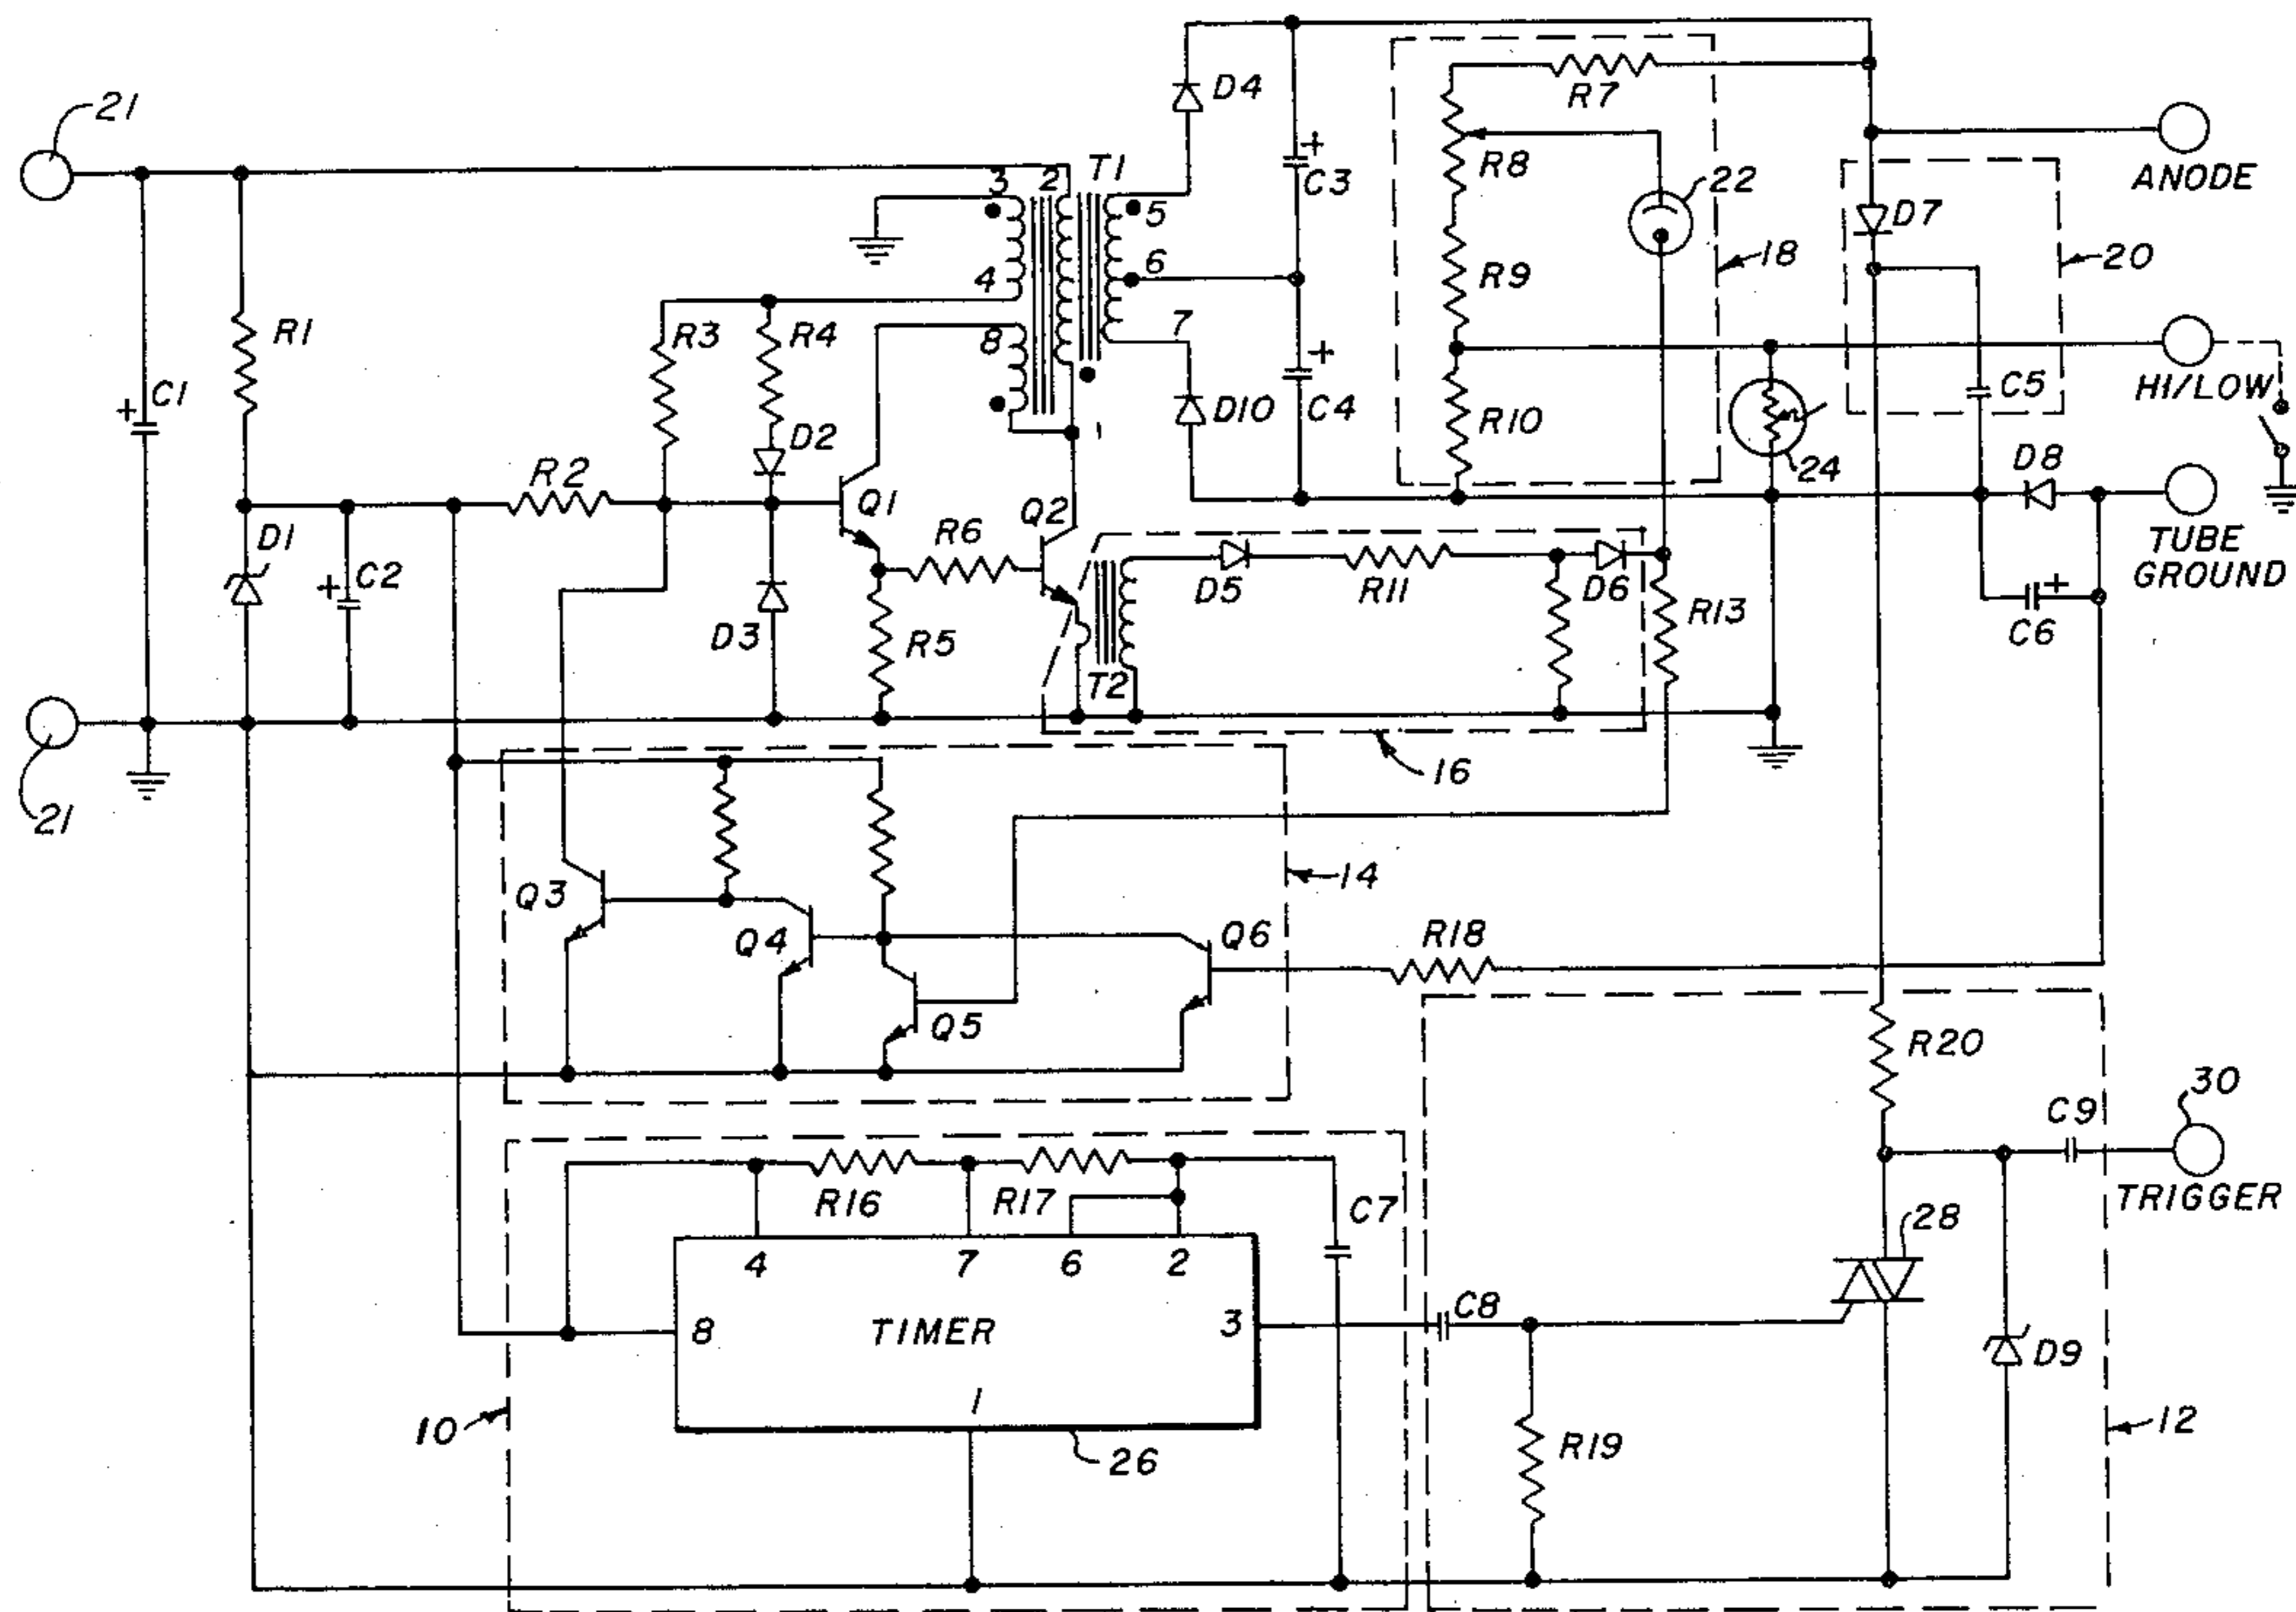 21
D4
R7
3
2
T1
5
C3
R8
22
ANODE
D7
18
20
6
4
R9
R1
R3
R4
8
7
C1
D10
C4
R10
C5
HI/LOW
24
D8
D2
R2
Q1
Q2
1
D1
C2
R6
D5
R11
D6
R13
TUBE
GROUND
C6
D3
R5
T2
16
21
14
Q3
Q4
Q6
R18
Q5
R20
30
C9
TRIGGER
R16
R17
C7
28
4
7
6
2
8
TIMER
3
C8
D9
1
10
26
R19
12